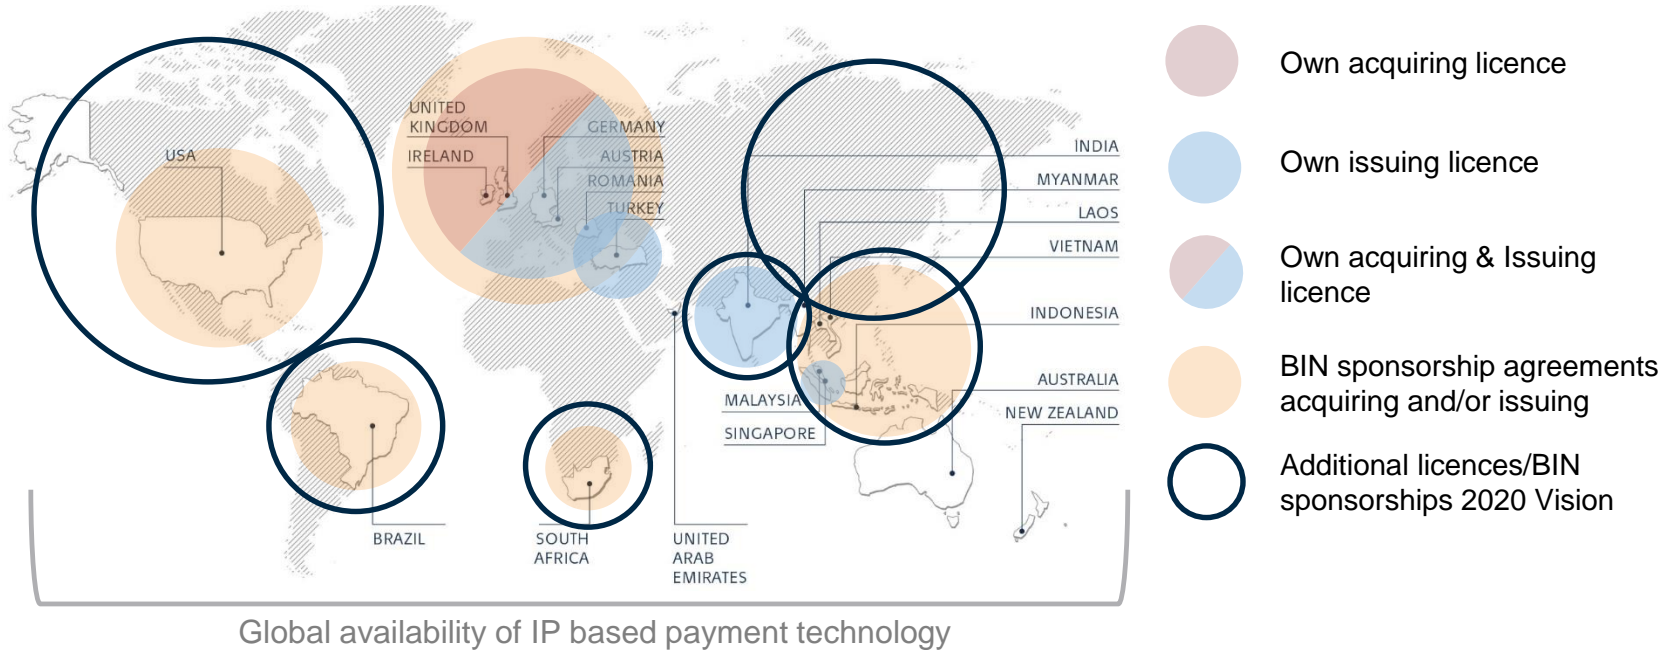 UNITED
KINGDOM
IRELAND
GERMANY
AUSTRIA
ROMANIA
TURKEY
USA
INDIA
MYANMAR
LAOS
VIETNAM
INDONESIA
AUSTRALIA
NEW ZEALAND
MALAYSIA
SINGAPORE
BRAZIL
SOUTH
AFRICA
UNITED
ARAB
EMIRATES
Global availability of IP based payment technology
Own acquiring licence
Own issuing licence
Own acquiring & Issuing
licence
BIN sponsorship agreements
acquiring and/or issuing
Additional licences/BIN
sponsorships 2020 Vision